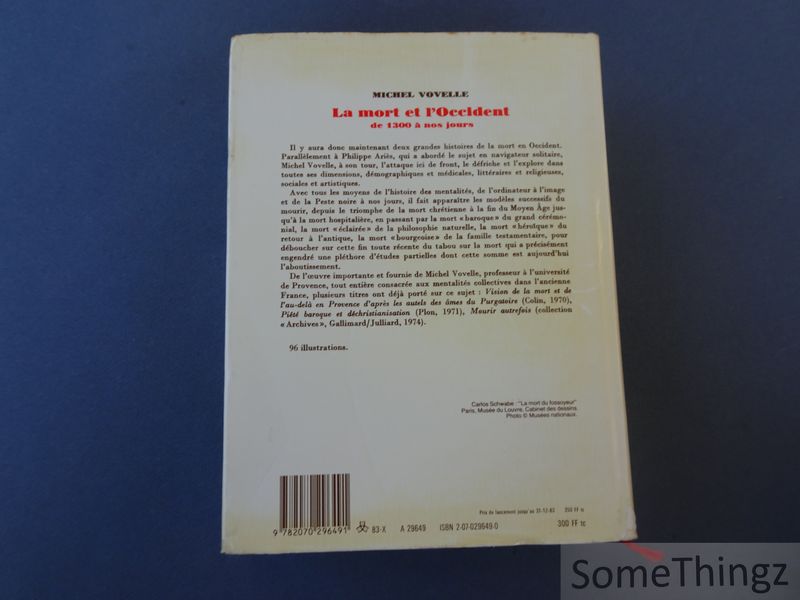 MICHEL VOVELLE
La mort et l'Occident
de 1300 à nos jours
Il y aura donc maintenant deux grandes histoires de la mort en Occident.
Parallèlement à Philippe Ariès, qui a abordé le sujet en navigateur solitaire,
Michel Vovelle, à son tour, l'attaque ici de front, le défriche et l'explore dans
toutes ses dimensions, démographiques et médicales, littéraires et religieuses,
sociales et artistiques.
Avec tous les moyens de l'histoire des mentalités, de l'ordinateur à l'image
et de la Peste noire à nos jours, il fait apparaître les modèles successifs du
mourir, depuis le triomphe de la mort chrétienne à la fin du Moyen Âge jus-
qu'à la mort hospitalière, en passant par la mort «baroque» du grand cérémo-
nial, la mort «éclairée» de la philosophie naturelle, la mort «héroïque» du
retour à l'antique, la mort «bourgeoise» de la famille testamentaire, pour
déboucher sur cette fin toute récente du tabou sur la mort qui a précisément
engendré une pléthore d'études partielles dont cette somme est aujourd'hui
l'aboutissement.
De l'œuvre importante et fournie de Michel Vovelle, professeur à l'université
de Provence, tout entière consacrée aux mentalités collectives dans l'ancienne
France, plusieurs titres ont déjà porté sur ce sujet : Vision de la mort et de
l'au-delà en Provence d'après les autels des âmes du Purgatoire (Colin, 1970),
Piété baroque et déchristianisation (Plon, 1971), Mourir autrefois (collection
«Archives», Gallimard/Julliard, 1974).
96 illustrations.
Carlos Schwabe : "La mort du fossoyeur"
Paris, Musée du Louvre, Cabinet des dessins.
Photo © Musées nationaux.
Prix de lancement jusqu'au 31-12-83 250 FF tc
9 782070 296491 83-X A 29649 ISBN 2-07-029649-0 300 FF tc
SomeThingz